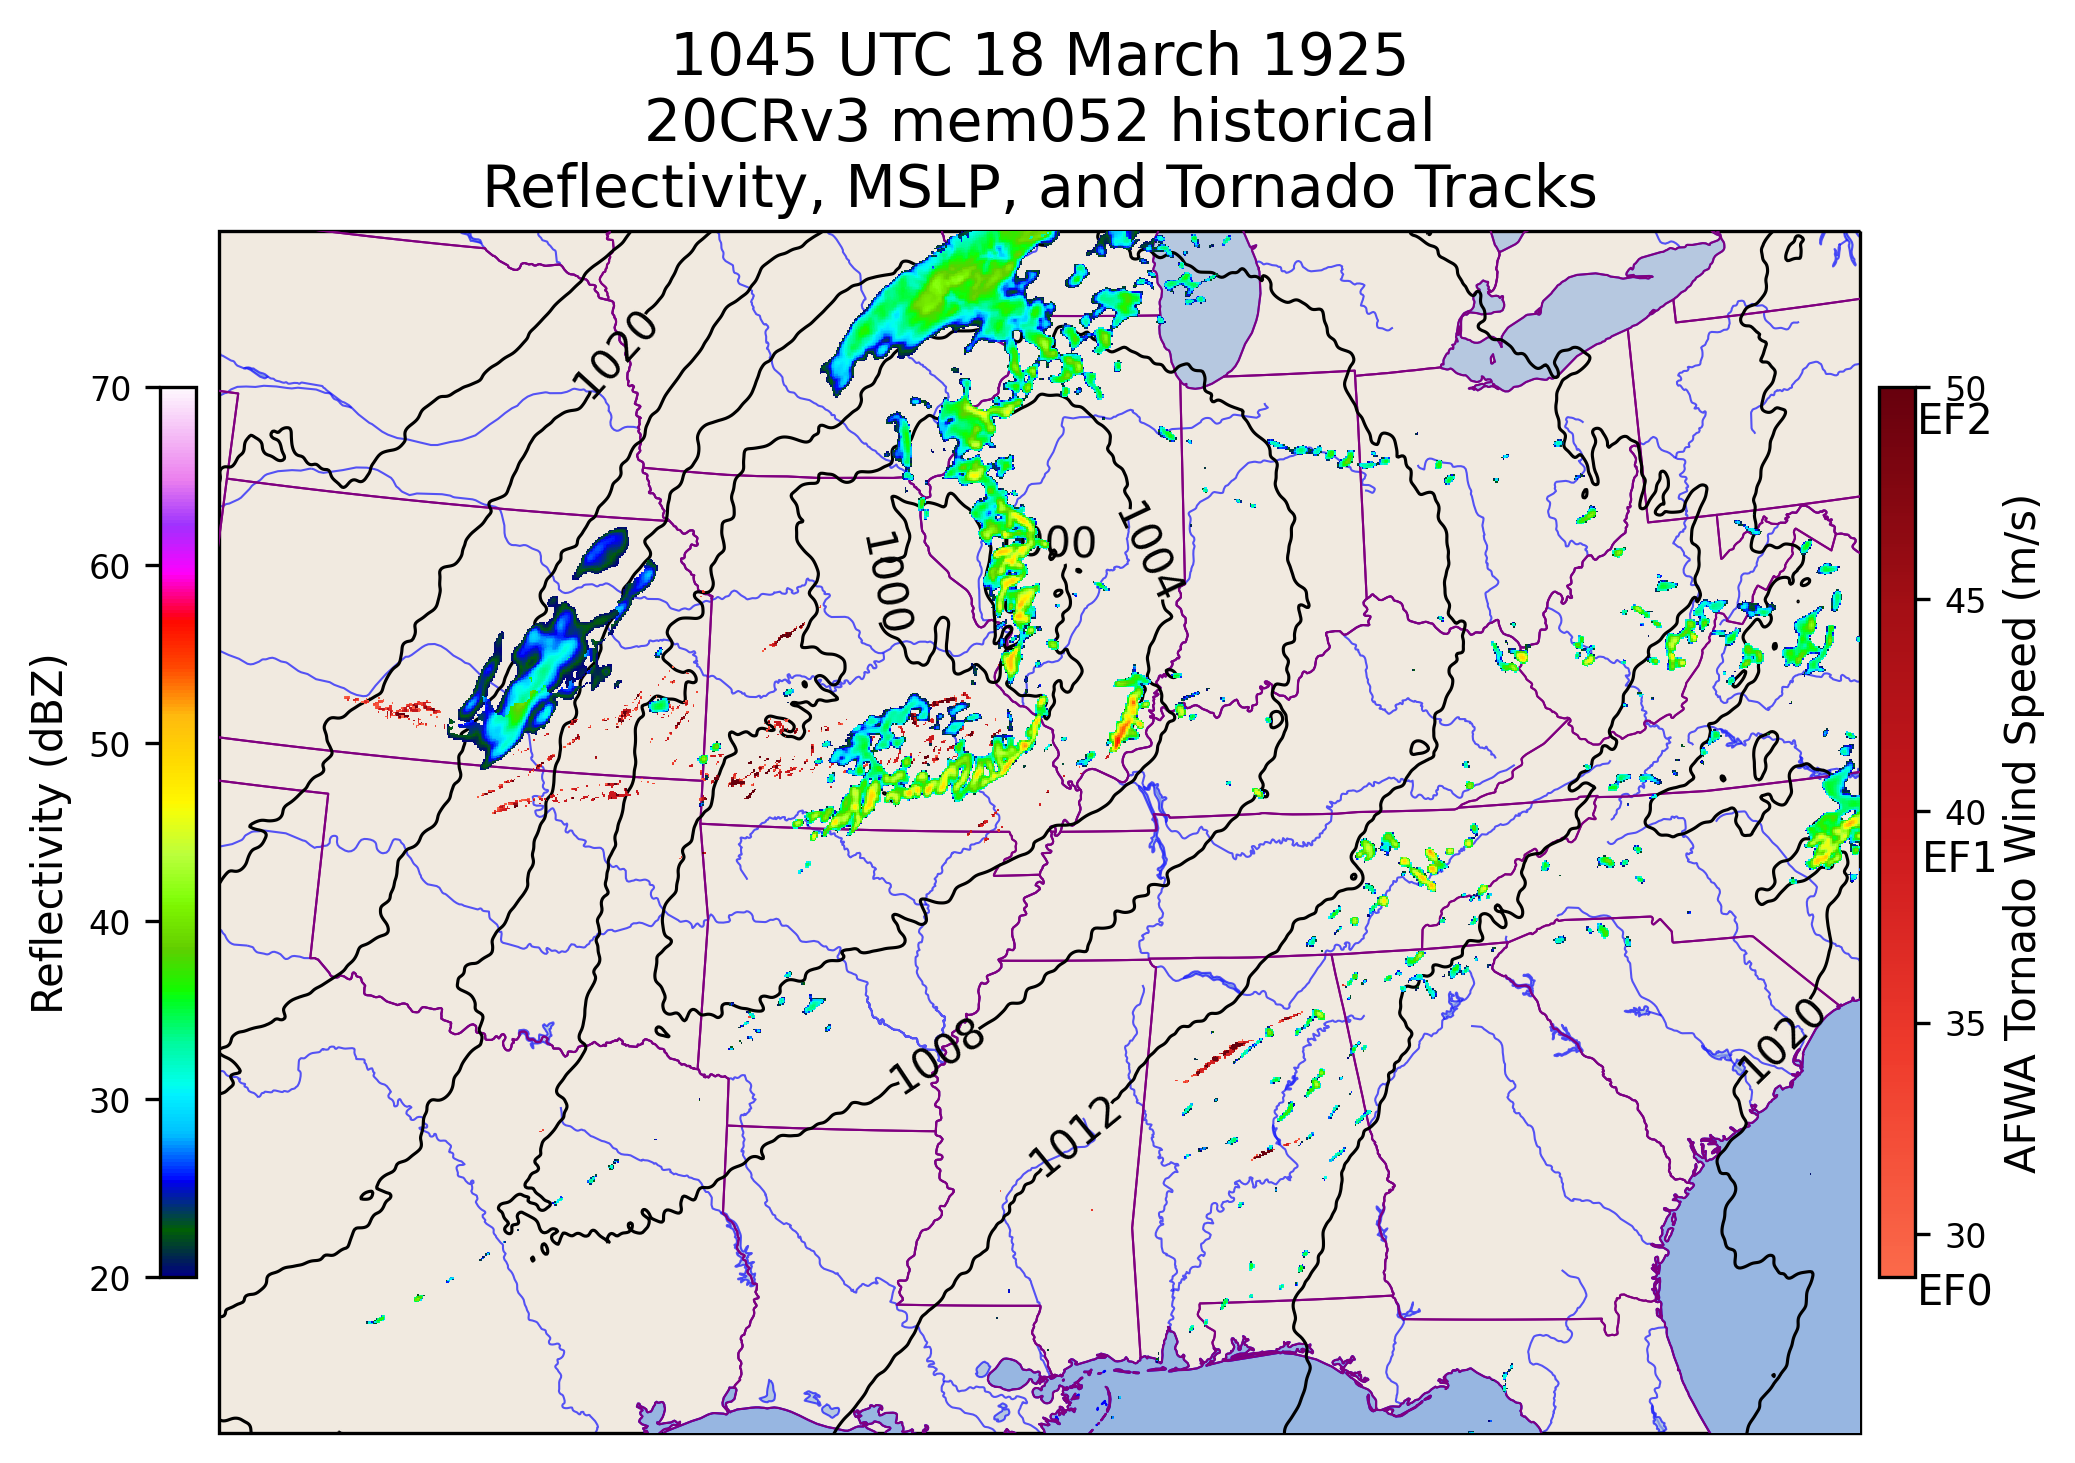 1045 UTC 18 March 1925
20CRv3 mem052 historical
Reflectivity, MSLP, and Tornado Tracks
1020
1000
1004
1008
1012
1020
Reflectivity (dBZ)
70
60
50
40
30
20
50
EF2
45
40
EF1
35
30
EF0
AFWA Tornado Wind Speed (m/s)